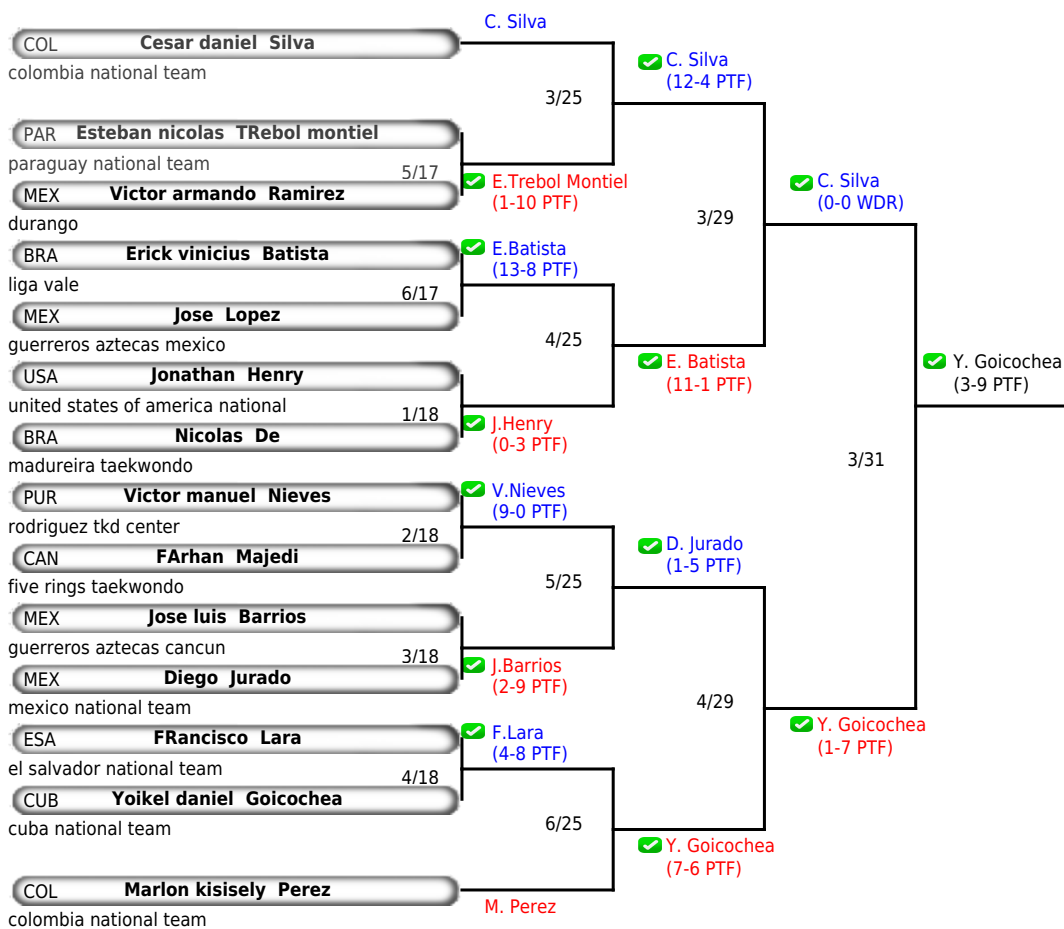 C. Silva
COL Cesar daniel Silva
colombia national team
C. Silva
(12-4 PTF)
3/25
PAR Esteban nicolas TRebol montiel
paraguay national team
5/17
E.Trebol Montiel
(1-10 PTF)
MEX Victor armando Ramirez
durango
C. Silva
(0-0 WDR)
3/29
BRA Erick vinicius Batista
liga vale
E.Batista
(13-8 PTF)
6/17
MEX Jose Lopez
guerreros aztecas mexico
4/25
E. Batista
(11-1 PTF)
USA Jonathan Henry
united states of america national
1/18
J.Henry
(0-3 PTF)
BRA Nicolas De
madureira taekwondo
Y. Goicochea
(3-9 PTF)
3/31
PUR Victor manuel Nieves
rodriguez tkd center
V.Nieves
(9-0 PTF)
2/18
CAN FArhan Majedi
five rings taekwondo
D. Jurado
(1-5 PTF)
5/25
MEX Jose luis Barrios
guerreros aztecas cancun
3/18
J.Barrios
(2-9 PTF)
MEX Diego Jurado
mexico national team
4/29
Y. Goicochea
(1-7 PTF)
ESA FRancisco Lara
el salvador national team
F.Lara
(4-8 PTF)
4/18
CUB Yoikel daniel Goicochea
cuba national team
6/25
Y. Goicochea
(7-6 PTF)
COL Marlon kisisely Perez
colombia national team
M. Perez